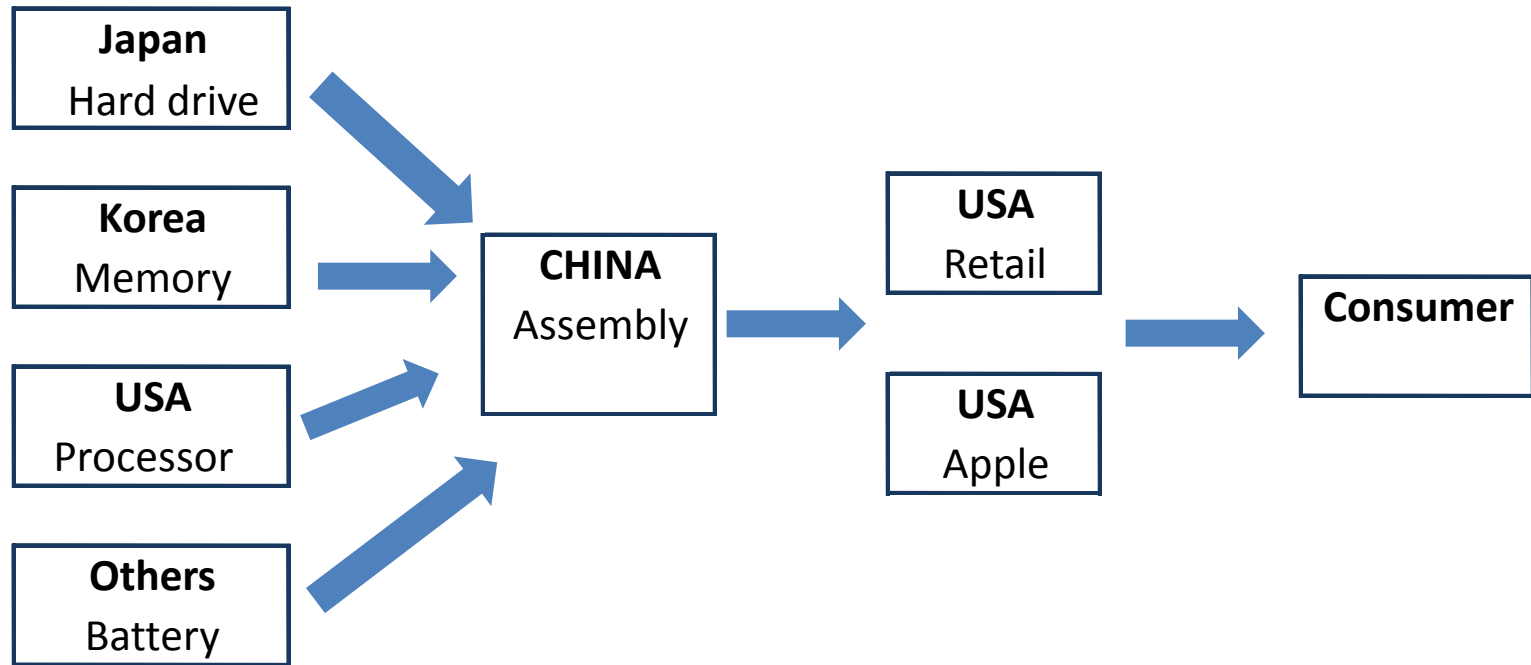 Japan
Hard drive
Korea
Memory
USA
Processor
Others
Battery
CHINA
Assembly
USA
Retail
USA
Apple
Consumer